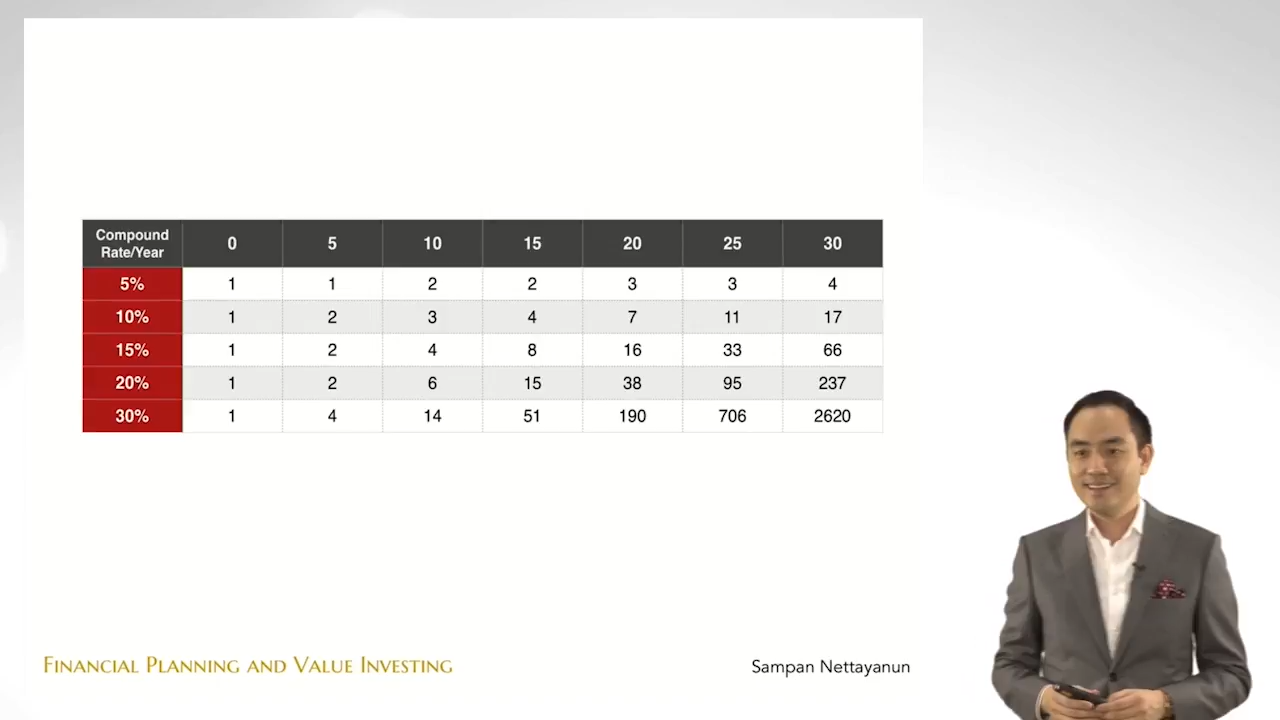 Compound
Rate/Year 0 5 10 15 20 25 30
5% 1 1 2 2 3 3 4
10% 1 2 3 4 7 11 17
15% 1 2 4 8 16 33 66
20% 1 2 6 15 38 95 237
30% 1 4 14 51 190 706 2620
Financial Planning and Value Investing
Sampan Nettayanun